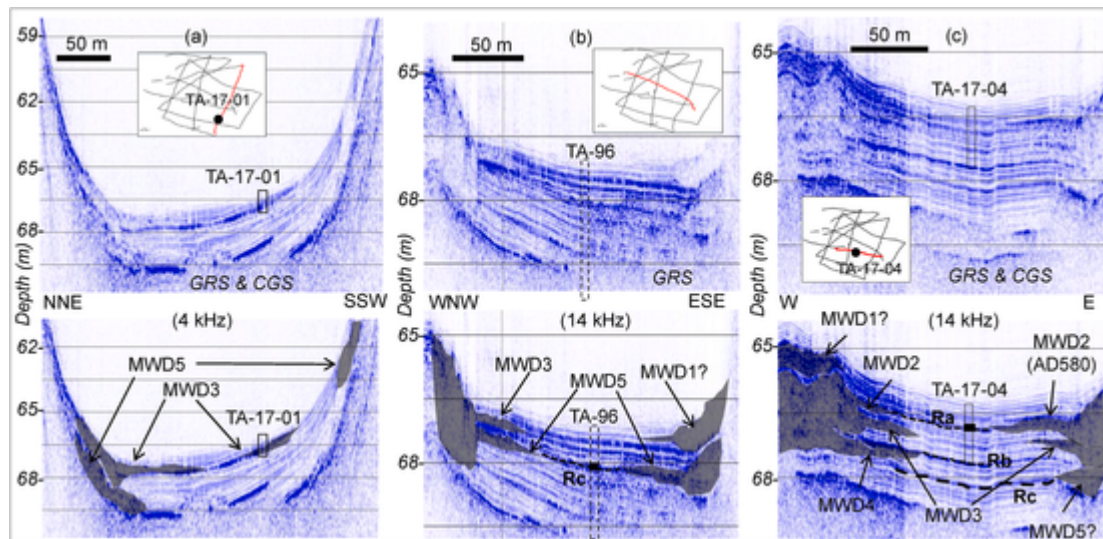 59
50 m
(a)
TA-17-01
62
TA-17-01
65
68
GRS & CGS
Depth (m)
NNE
SSW
(4 kHz)
62
MWD5
MWD3
TA-17-01
65
68
Depth (m)
50 m
(b)
65
TA-96
68
GRS
Depth (m)
WNW
ESE
(14 kHz)
65
MWD3
MWD5
MWD1?
TA-96
68
Rc
Depth (m)
50 m
(c)
65
TA-17-04
68
TA-17-04
GRS & CGS
Depth (m)
W
E
MWD1?
(14 kHz)
MWD2
65
MWD2
(AD580)
TA-17-04
Ra
Rb
68
Rc
MWD4
MWD3
MWD5?
Depth (m)